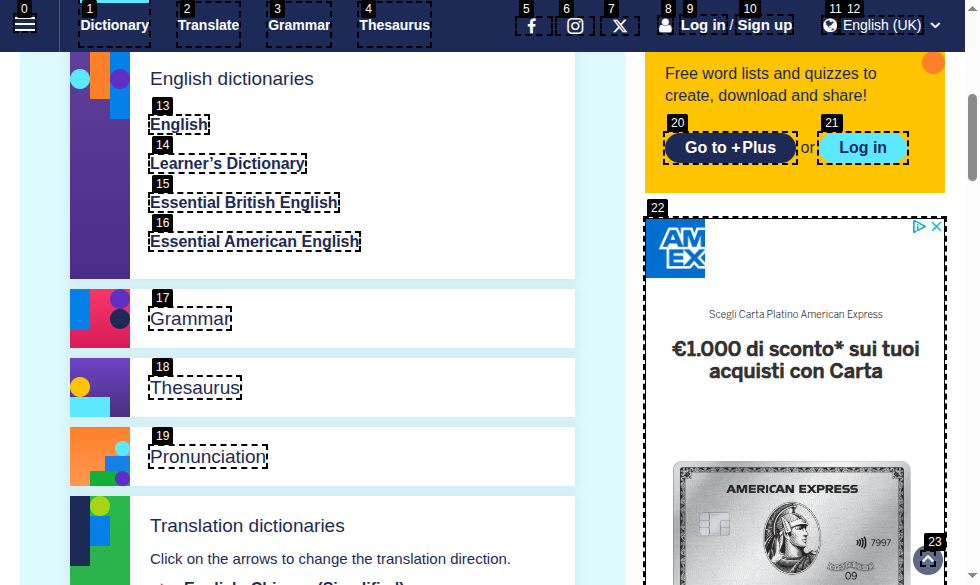 0 1 2 3 4 5 6 7 8 9 10 11 12
Dictionary Translate Grammar Thesaurus Log in / Sign up English (UK)
English dictionaries
13
English
14
Learner's Dictionary
15
Essential British English
16
Essential American English
17
Grammar
18
Thesaurus
19
Pronunciation
Translation dictionaries
Click on the arrows to change the translation direction.
Free word lists and quizzes to
create, download and share!
20 21
Go to +Plus or Log in
22
AM
EX
Scegli Carta Platino American Express
€1.000 di sconto* sui tuoi
acquisti con Carta
AMERICAN EXPRESS
7997
09
23